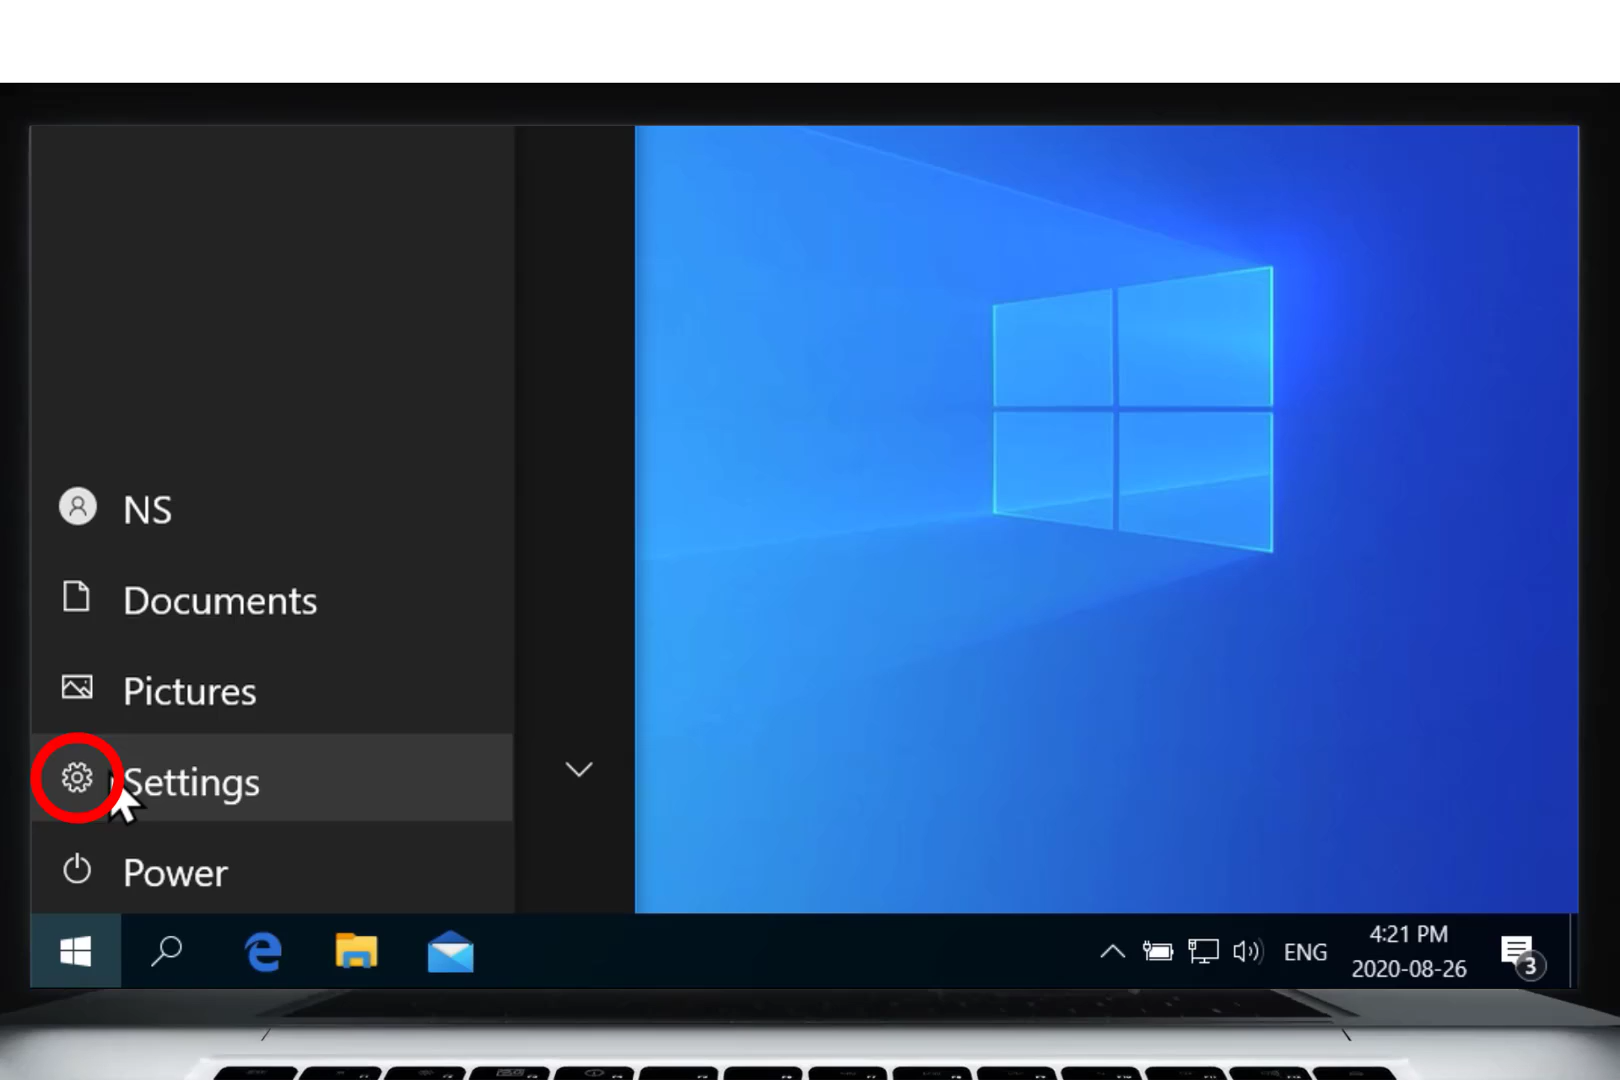 NS
Documents
Pictures
Settings
Power
ENG
4:21 PM
2020-08-26
3